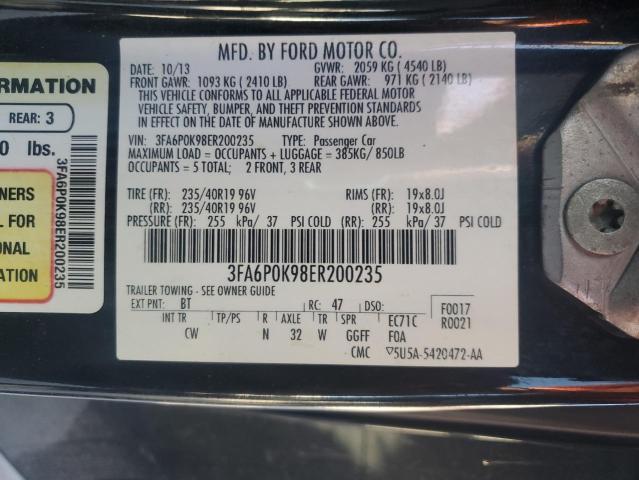 MFD. BY FORD MOTOR CO.
DATE: 10/13 GVWR: 2059 KG ( 4540 LB)
FRONT GAWR: 1093 KG ( 2410 LB) REAR GAWR: 971 KG ( 2140 LB)
THIS VEHICLE CONFORMS TO ALL APPLICABLE FEDERAL MOTOR
VEHICLE SAFETY, BUMPER, AND THEFT PREVENTION STANDARDS
IN EFFECT ON THE DATE OF MANUFACTURE SHOWN ABOVE.
VIN: 3FA6P0K98ER200235 TYPE: Passenger Car
MAXIMUM LOAD = OCCUPANTS + LUGGAGE = 385KG/ 850LB
OCCUPANTS = 5 TOTAL; 2 FRONT, 3 REAR
TIRE (FR): 235/40R19 96V RIMS (FR): 19x8.0J
(RR): 235/40R19 96V (RR): 19x8.0J
PRESSURE (FR): 255 kPa/ 37 PSI COLD (RR): 255 kPa/ 37 PSI COLD
3FA6P0K98ER200235
TRAILER TOWING - SEE OWNER GUIDE
EXT PNT: BT RC: 47 DSO: F0017
INT TR TP/PS R AXLE TR SPR EC71C R0021
CW N 32 W GGFF F0A
CMC ▽5U5A-5420472-AA
ORMATION
REAR: 3
0 lbs.
NERS
L FOR
ONAL
3FA6P0K98ER200235